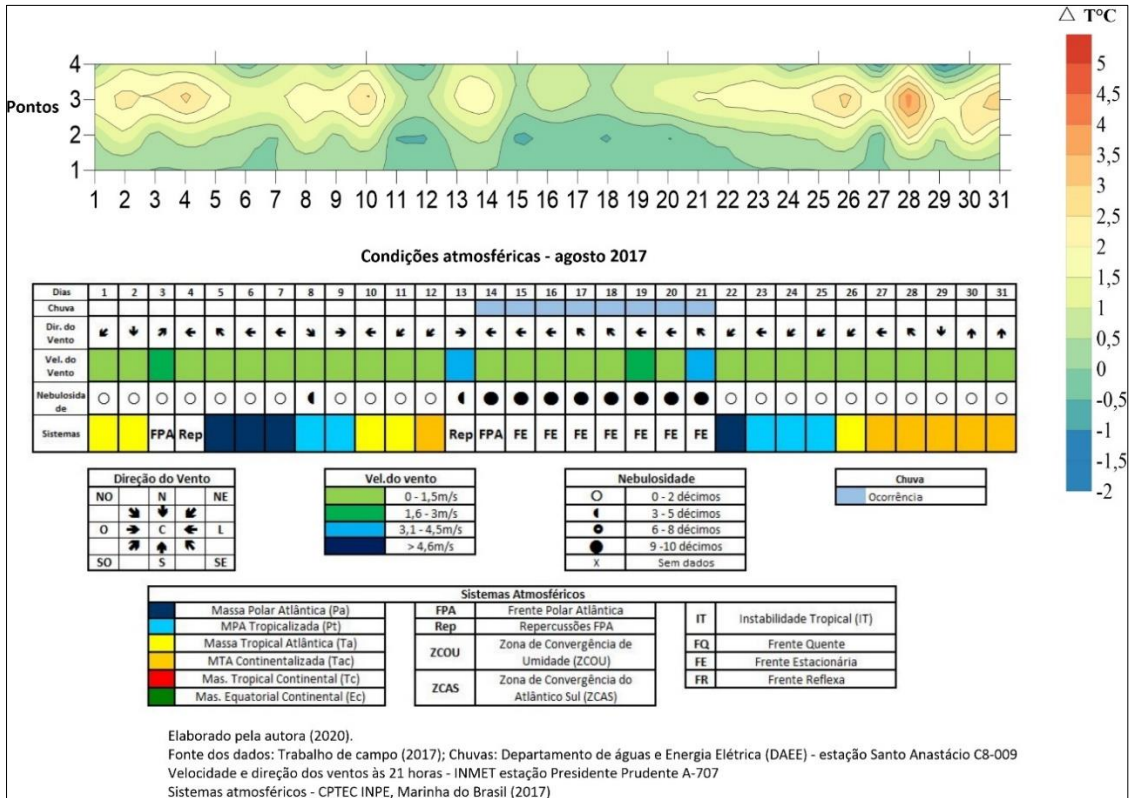 △ T°C
5
4,5
4
3,5
3
2,5
2
1.5
1
0,5
0
-0,5
-1
-1,5
-2
4
Pontos 3
2
1
1 2 3 4 5 6 7 8 9 10 11 12 13 14 15 16 17 18 19 20 21 22 23 24 25 26 27 28 29 30 31
Condições atmosféricas - agosto 2017
Dias 1 2 3 4 5 6 7 8 9 10 11 12 13 14 15 16 17 18 19 20 21 22 23 24 25 26 27 28 29 30 31
Chuva
Dir. do
Vento
Vel. do
Vento
Nebulosida
de
Sistemas FPA Rep Rep FPA FE FE FE FE FE FE FE
Direção do Vento
NO N NE
O C L
SO S SE
Vel.do vento
0 - 1,5m/s
1,6 - 3m/s
3,1 - 4,5m/s
> 4,6m/s
Nebulosidade
0 - 2 décimos
3 - 5 décimos
6 - 8 décimos
9 -10 décimos
X Sem dados
Chuva
Ocorrência
Sistemas Atmosféricos
Massa Polar Atlântica (Pa)
MPA Tropicalizada (Pt)
Massa Tropical Atlântica (Ta)
MTA Continentalizada (Tac)
Mas. Tropical Continental (Tc)
Mas. Equatorial Continental (Ec)
FPA Frente Polar Atlântica
Rep Repercussões FPA
ZCOU Zona de Convergência de
Umidade (ZCOU)
ZCAS Zona de Convergência do
Atlântico Sul (ZCAS)
IT Instabilidade Tropical (IT)
FQ Frente Quente
FE Frente Estacionária
FR Frente Reflexa
Elaborado pela autora (2020).
Fonte dos dados: Trabalho de campo (2017); Chuvas: Departamento de águas e Energia Elétrica (DAEE) - estação Santo Anastácio C8-009
Velocidade e direção dos ventos às 21 horas - INMET estação Presidente Prudente A-707
Sistemas atmosféricos - CPTEC INPE, Marinha do Brasil (2017)